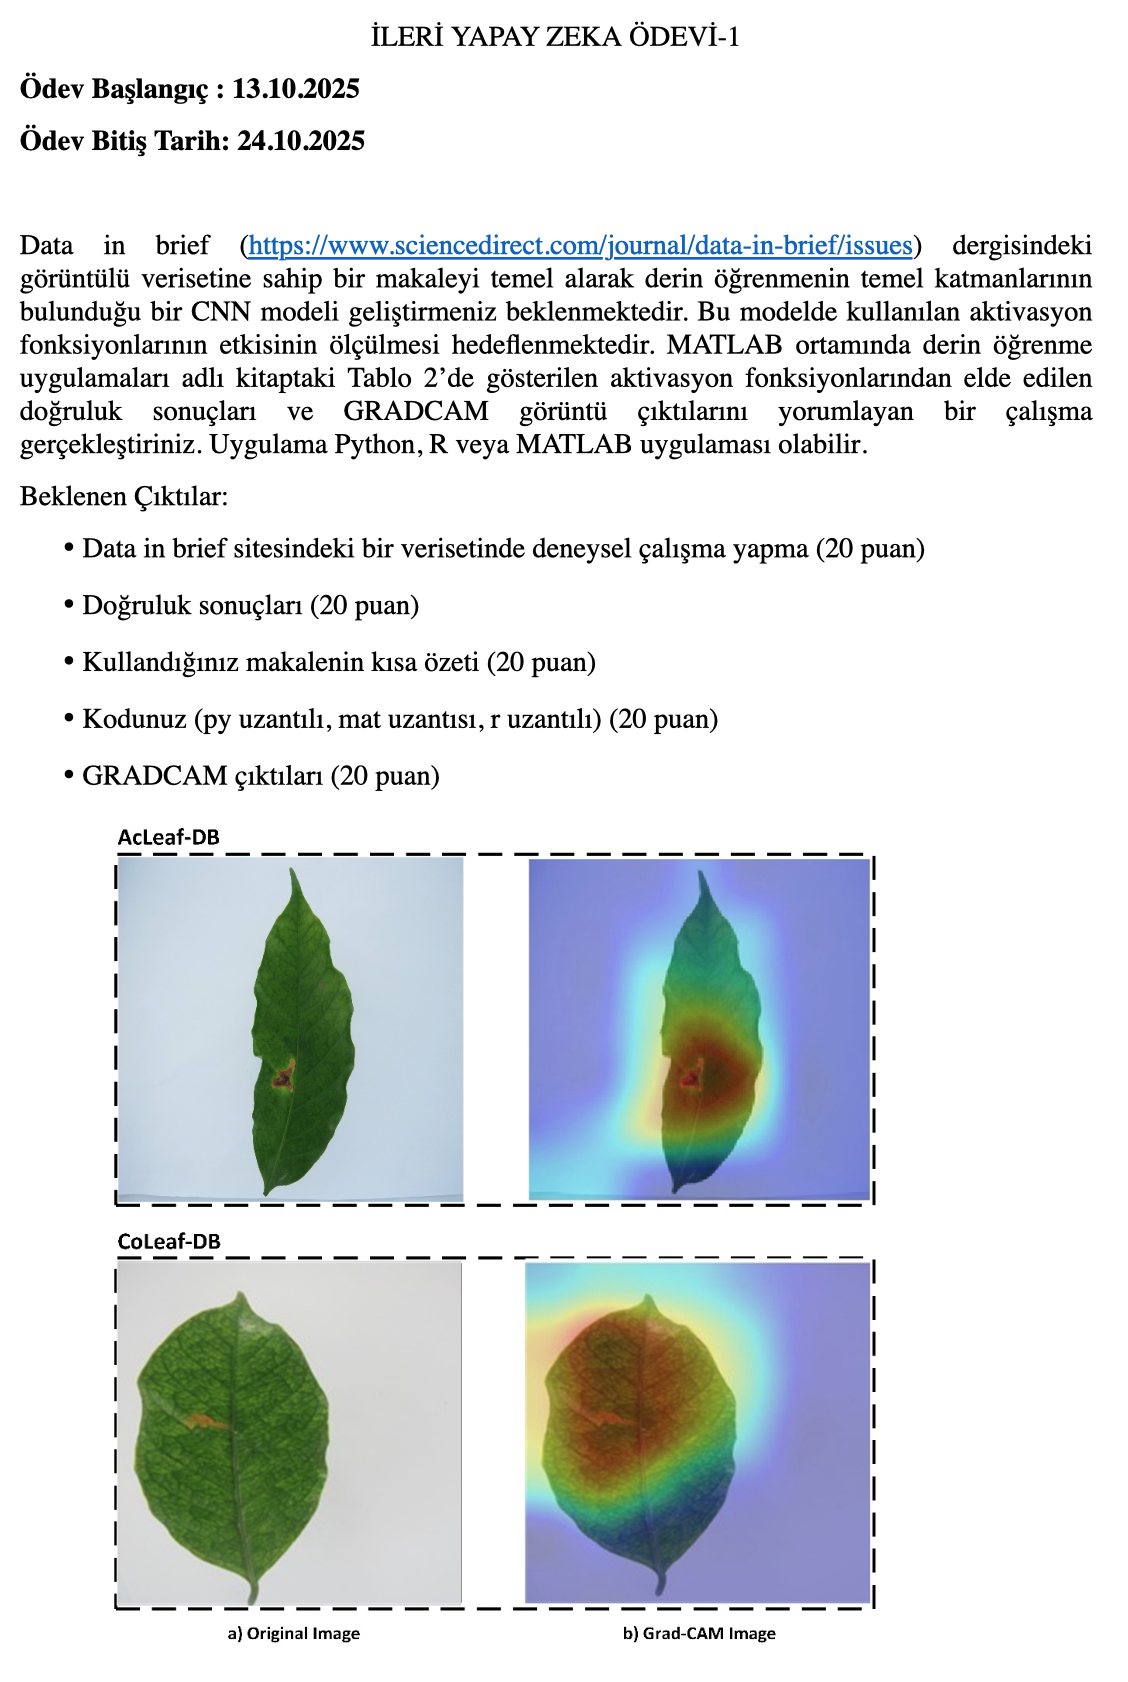 İLERİ YAPAY ZEKA ÖDEVİ-1
Ödev Başlangıç : 13.10.2025
Ödev Bitiş Tarih: 24.10.2025
Data in brief (https://www.sciencedirect.com/journal/data-in-brief/issues) dergisindeki
görüntülü verisetine sahip bir makaleyi temel alarak derin öğrenmenin temel katmanlarının
bulunduğu bir CNN modeli geliştirmeniz beklenmektedir. Bu modelde kullanılan aktivasyon
fonksiyonlarının etkisinin ölçülmesi hedeflenmektedir. MATLAB ortamında derin öğrenme
uygulamaları adlı kitaptaki Tablo 2’de gösterilen aktivasyon fonksiyonlarından elde edilen
doğruluk sonuçları ve GRADCAM görüntü çıktılarını yorumlayan bir çalışma
gerçekleştiriniz. Uygulama Python, R veya MATLAB uygulaması olabilir.
Beklenen Çıktılar:
• Data in brief sitesindeki bir verisetinde deneysel çalışma yapma (20 puan)
• Doğruluk sonuçları (20 puan)
• Kullandığınız makalenin kısa özeti (20 puan)
• Kodunuz (py uzantılı, mat uzantısı, r uzantılı) (20 puan)
• GRADCAM çıktıları (20 puan)
AcLeaf-DB
CoLeaf-DB
a) Original Image
b) Grad-CAM Image